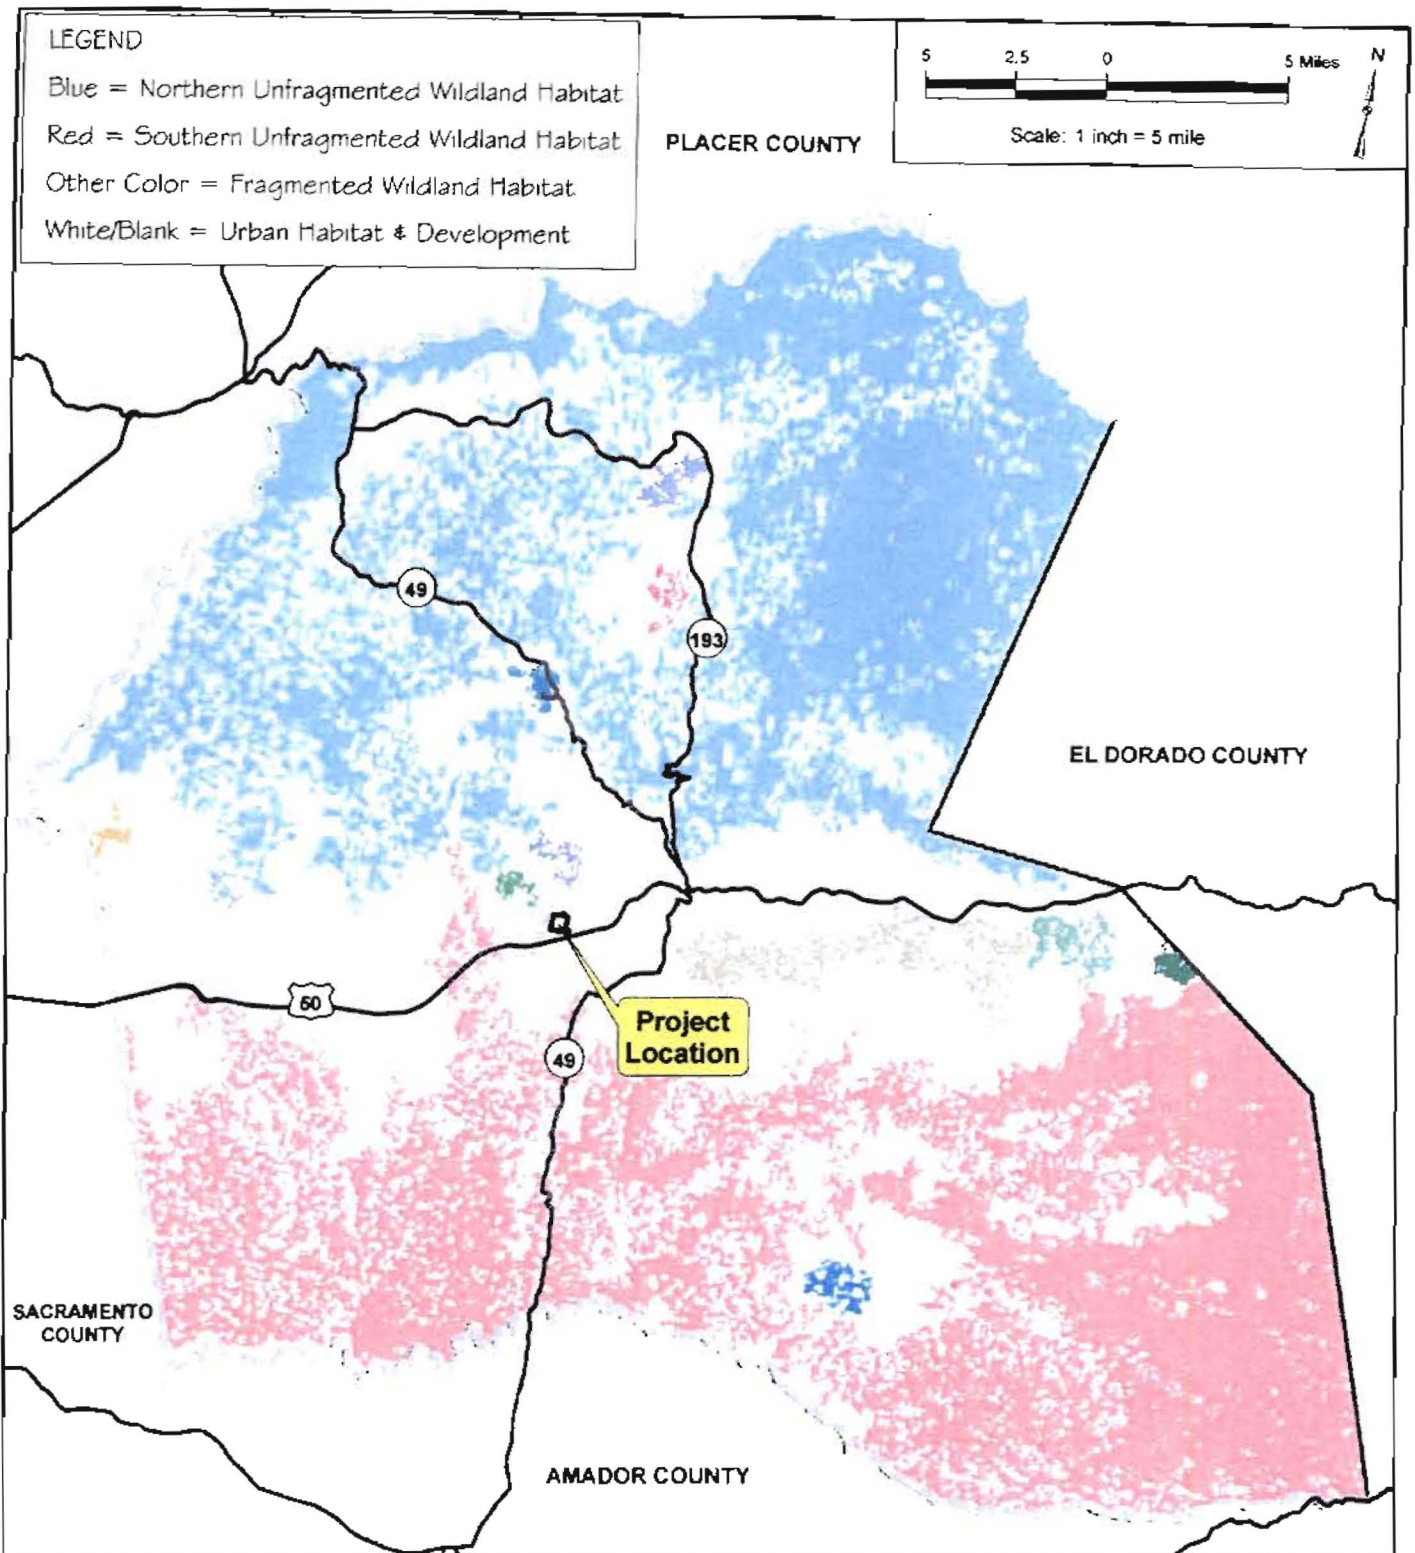 LEGEND
Blue = Northern Unfragmented Wildland Habitat
Red = Southern Unfragmented Wildland Habitat
Other Color = Fragmented Wildland Habitat
White/Blank = Urban Habitat & Development
5 2.5 0 5 Miles
N
Scale: 1 inch = 5 mile
PLACER COUNTY
49
193
EL DORADO COUNTY
50
Project
Location
49
SACRAMENTO
COUNTY
AMADOR COUNTY